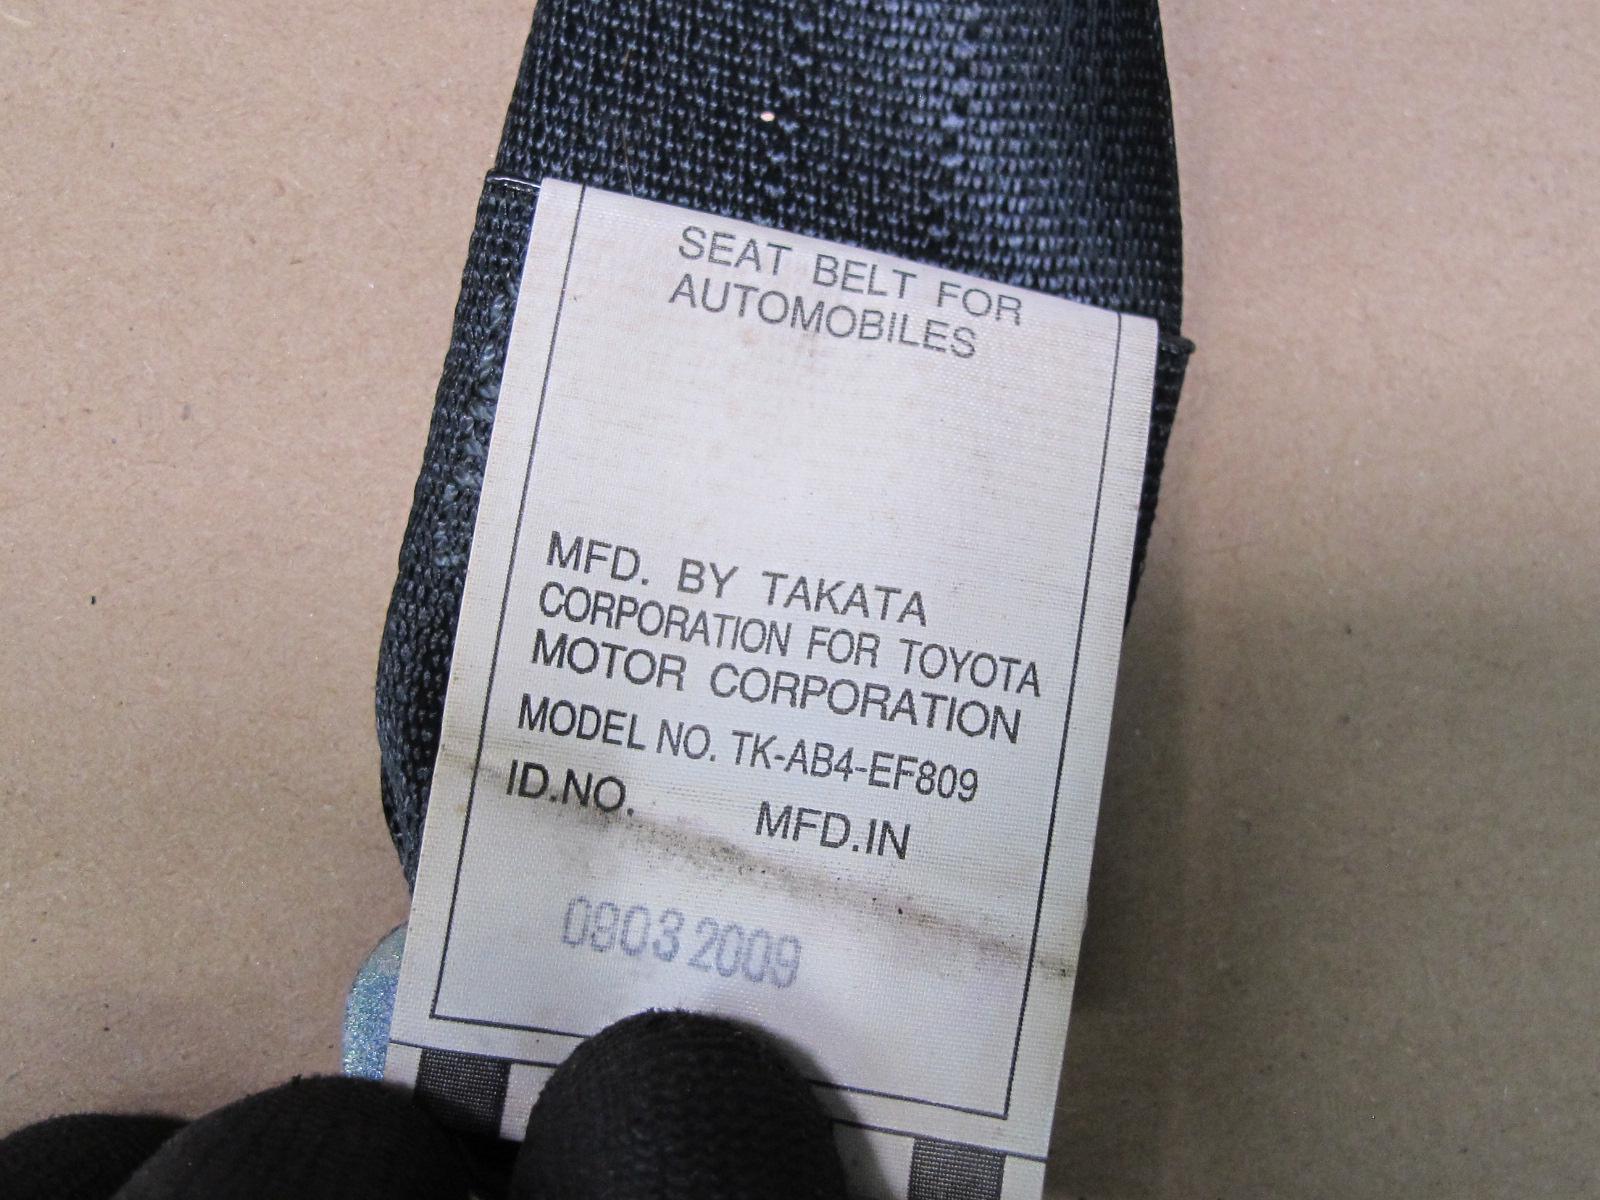 SEAT BELT FOR
AUTOMOBILES
MFD. BY TAKATA
CORPORATION FOR TOYOTA
MOTOR CORPORATION
MODEL NO. TK-AB4-EF809
ID.NO. MFD.IN
0903 2009